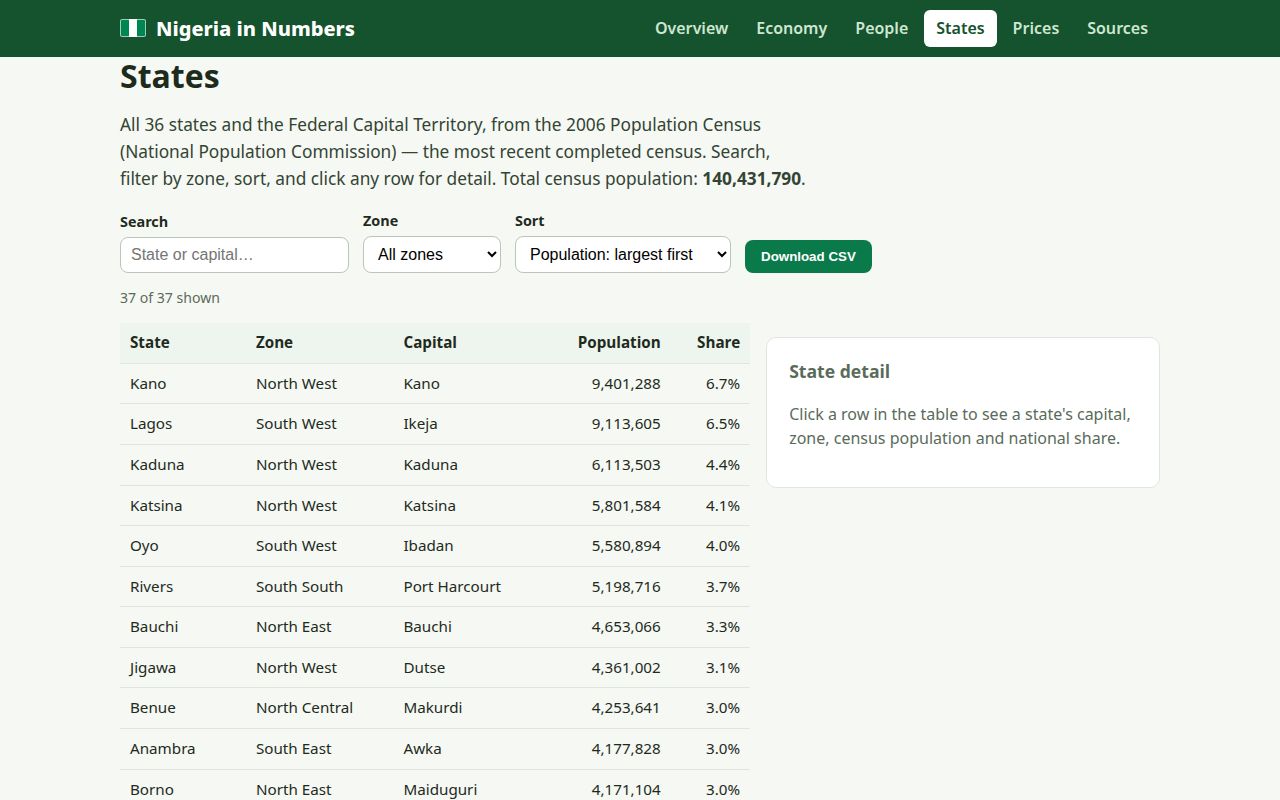 Nigeria in Numbers
Overview Economy People States Prices Sources
States
All 36 states and the Federal Capital Territory, from the 2006 Population Census
(National Population Commission) — the most recent completed census. Search,
filter by zone, sort, and click any row for detail. Total census population: 140,431,790.
Search Zone Sort
State or capital… All zones Population: largest first Download CSV
37 of 37 shown
State Zone Capital Population Share
Kano North West Kano 9,401,288 6.7%
Lagos South West Ikeja 9,113,605 6.5%
Kaduna North West Kaduna 6,113,503 4.4%
Katsina North West Katsina 5,801,584 4.1%
Oyo South West Ibadan 5,580,894 4.0%
Rivers South South Port Harcourt 5,198,716 3.7%
Bauchi North East Bauchi 4,653,066 3.3%
Jigawa North West Dutse 4,361,002 3.1%
Benue North Central Makurdi 4,253,641 3.0%
Anambra South East Awka 4,177,828 3.0%
Borno North East Maiduguri 4,171,104 3.0%
State detail
Click a row in the table to see a state's capital,
zone, census population and national share.